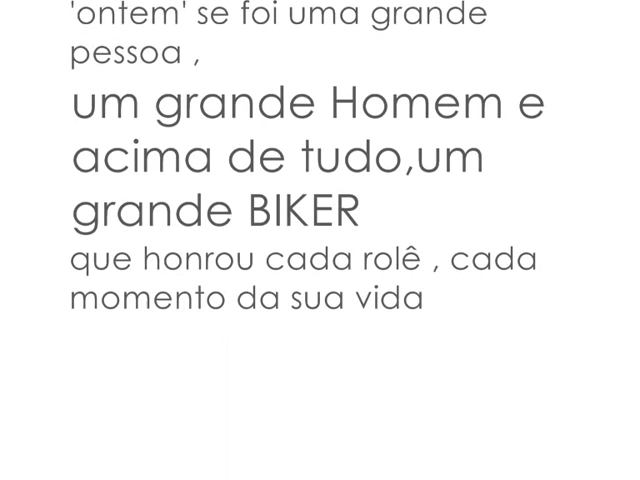 'ontem' se foi uma grande
pessoa ,
um grande Homem e
acima de tudo,um
grande BIKER
que honrou cada rolê , cada
momento da sua vida